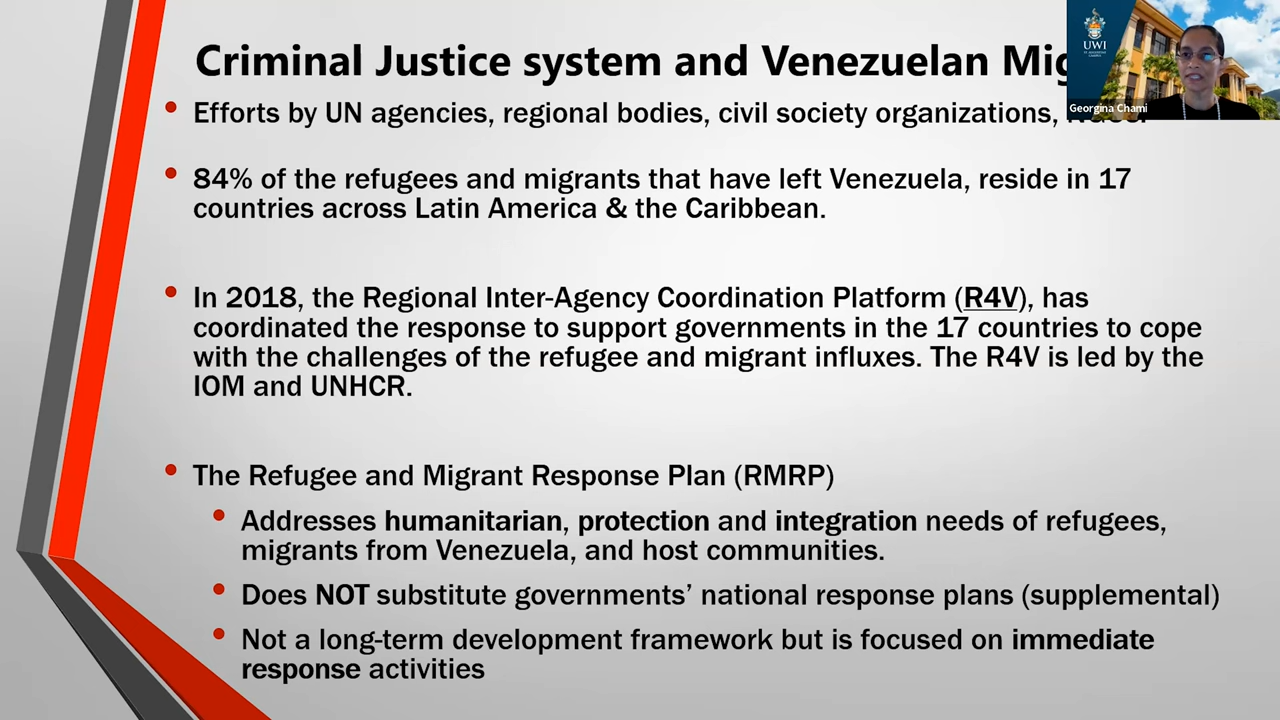 Criminal Justice system and Venezuelan
UWI
Georgina Chami
• Efforts by UN agencies, regional bodies, civil society organizations,
• 84% of the refugees and migrants that have left Venezuela, reside in 17
countries across Latin America & the Caribbean.
• In 2018, the Regional Inter-Agency Coordination Platform (R4V), has
coordinated the response to support governments in the 17 countries to cope
with the challenges of the refugee and migrant influxes. The R4V is led by the
IOM and UNHCR.
• The Refugee and Migrant Response Plan (RMRP)
• Addresses humanitarian, protection and integration needs of refugees,
migrants from Venezuela, and host communities.
• Does NOT substitute governments’ national response plans (supplemental)
• Not a long-term development framework but is focused on immediate
response activities